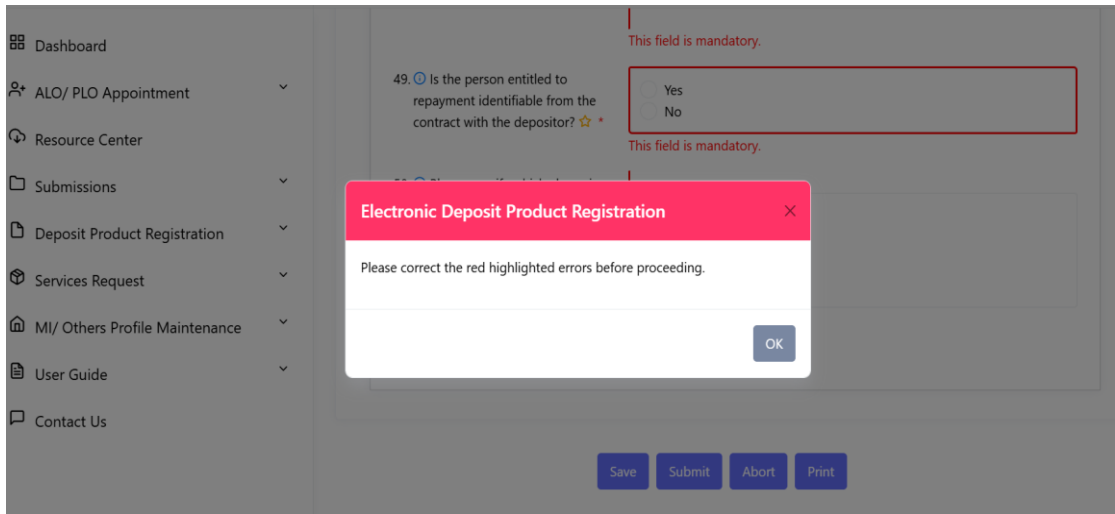 Dashboard
ALO/ PLO Appointment
Resource Center
Submissions
Deposit Product Registration
Services Request
MI/ Others Profile Maintenance
User Guide
Contact Us
This field is mandatory.
49. Is the person entitled to
repayment identifiable from the
contract with the depositor? *
Yes
No
This field is mandatory.
Electronic Deposit Product Registration
Please correct the red highlighted errors before proceeding.
OK
Save Submit Abort Print